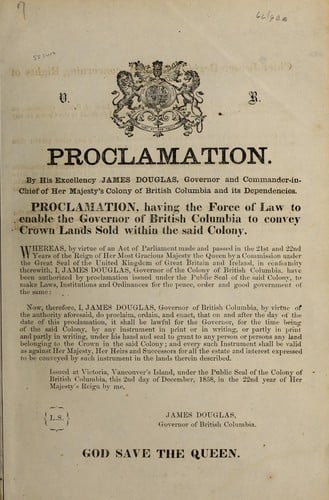 V. R.
PROCLAMATION.
By His Excellency JAMES DOUGLAS, Governor and Commander-in-
Chief of Her Majesty's Colony of British Columbia and its Dependencies.
PROCLAMATION, having the Force of Law to
enable the Governor of British Columbia to convey
Crown Lands Sold within the said Colony.
WHEREAS, by virtue of an Act of Parliament made and passed in the 21st and 22nd
Years of the Reign of Her Most Gracious Majesty the Queen by a Commission under
the Great Seal of the United Kingdom of Great Britain and Ireland, in conformity
therewith, I, JAMES DOUGLAS, Governor of the Colony of British Columbia, have
been authorized by proclamation issued under the Public Seal of the said Colony, to
make Laws, Institutions and Ordinances for the peace, order and good government of
the same:
Now, therefore, I, JAMES DOUGLAS, Governor of British Columbia, by virtue of
the authority aforesaid, do proclaim, ordain, and enact, that on and after the day of the
date of this proclamation, it shall be lawful for the Governor, for the time being
of the said Colony, by any Instrument in print or in writing, or partly in print
and partly in writing, under his hand and seal to grant to any person or persons any land
belonging to the Crown in the said Colony; and every such Instrument shall be valid
as against Her Majesty, Her Heirs and Successors for all the estate and interest expressed
to be conveyed by such instrument in the lands therein described.
Issued at Victoria, Vancouver's Island, under the Public Seal of the Colony of
British Columbia, this 2nd day of December, 1858, in the 22nd year of Her
Majesty's Reign by me,
{L.S.}
JAMES DOUGLAS,
Governor of British Columbia.
GOD SAVE THE QUEEN.